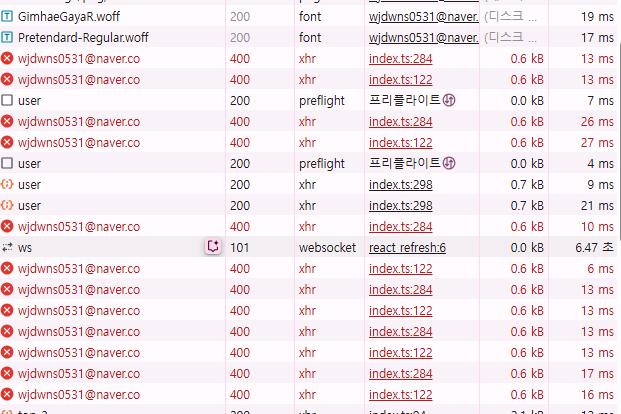 GimhaeGayaR.woff 200 font wjdwns0531@naver. (디스크 ... 19 ms
Pretendard-Regular.woff 200 font wjdwns0531@naver. (디스크 ... 17 ms
wjdwns0531@naver.co 400 xhr index.ts:284 0.6 kB 13 ms
wjdwns0531@naver.co 400 xhr index.ts:122 0.6 kB 13 ms
user 200 preflight 프리플라이트 0.0 kB 7 ms
wjdwns0531@naver.co 400 xhr index.ts:284 0.6 kB 26 ms
wjdwns0531@naver.co 400 xhr index.ts:122 0.6 kB 27 ms
user 200 preflight 프리플라이트 0.0 kB 4 ms
user 200 xhr index.ts:298 0.7 kB 9 ms
user 200 xhr index.ts:298 0.7 kB 21 ms
wjdwns0531@naver.co 400 xhr index.ts:284 0.6 kB 10 ms
ws 101 websocket react refresh:6 0.0 kB 6.47 초
wjdwns0531@naver.co 400 xhr index.ts:122 0.6 kB 6 ms
wjdwns0531@naver.co 400 xhr index.ts:284 0.6 kB 13 ms
wjdwns0531@naver.co 400 xhr index.ts:122 0.6 kB 13 ms
wjdwns0531@naver.co 400 xhr index.ts:284 0.6 kB 13 ms
wjdwns0531@naver.co 400 xhr index.ts:122 0.6 kB 13 ms
wjdwns0531@naver.co 400 xhr index.ts:284 0.6 kB 17 ms
wjdwns0531@naver.co 400 xhr index.ts:122 0.6 kB 16 ms